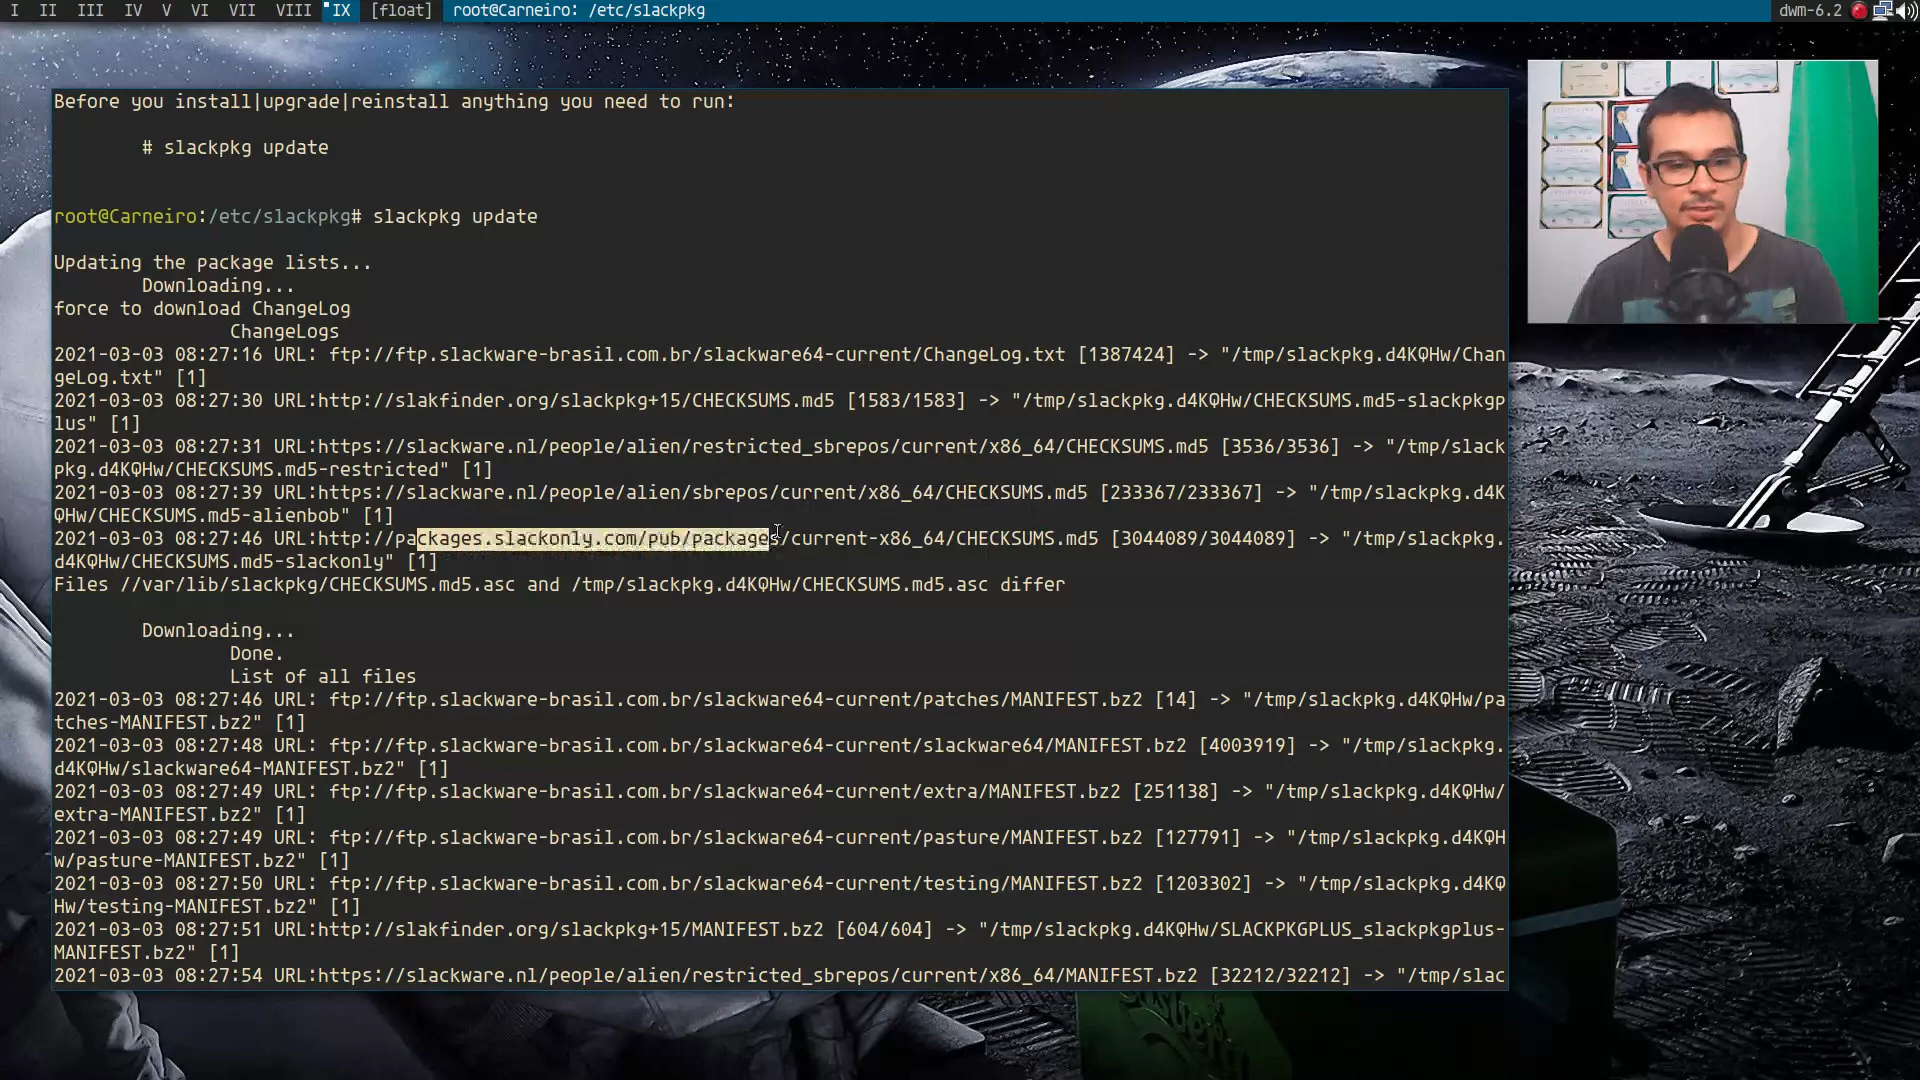 I II III IV V VI VII VIII IX [float] root@Carneiro: /etc/slackpkg dwm-6.2
Before you install|upgrade|reinstall anything you need to run:
# slackpkg update
root@Carneiro:/etc/slackpkg# slackpkg update
Updating the package lists...
Downloading...
force to download ChangeLog
ChangeLogs
2021-03-03 08:27:16 URL: ftp://ftp.slackware-brasil.com.br/slackware64-current/ChangeLog.txt [1387424] -> "/tmp/slackpkg.d4KQHw/Chan
geLog.txt" [1]
2021-03-03 08:27:30 URL:http://slakfinder.org/slackpkg+15/CHECKSUMS.md5 [1583/1583] -> "/tmp/slackpkg.d4KQHw/CHECKSUMS.md5-slackpkgp
lus" [1]
2021-03-03 08:27:31 URL:https://slackware.nl/people/alien/restricted_sbrepos/current/x86_64/CHECKSUMS.md5 [3536/3536] -> "/tmp/slack
pkg.d4KQHw/CHECKSUMS.md5-restricted" [1]
2021-03-03 08:27:39 URL:https://slackware.nl/people/alien/sbrepos/current/x86_64/CHECKSUMS.md5 [233367/233367] -> "/tmp/slackpkg.d4K
QHw/CHECKSUMS.md5-alienbob" [1]
2021-03-03 08:27:46 URL:http://packages.slackonly.com/pub/packages/current-x86_64/CHECKSUMS.md5 [3044089/3044089] -> "/tmp/slackpkg.
d4KQHw/CHECKSUMS.md5-slackonly" [1]
Files //var/lib/slackpkg/CHECKSUMS.md5.asc and /tmp/slackpkg.d4KQHw/CHECKSUMS.md5.asc differ
Downloading...
Done.
List of all files
2021-03-03 08:27:46 URL: ftp://ftp.slackware-brasil.com.br/slackware64-current/patches/MANIFEST.bz2 [14] -> "/tmp/slackpkg.d4KQHw/pa
tches-MANIFEST.bz2" [1]
2021-03-03 08:27:48 URL: ftp://ftp.slackware-brasil.com.br/slackware64-current/slackware64/MANIFEST.bz2 [4003919] -> "/tmp/slackpkg.
d4KQHw/slackware64-MANIFEST.bz2" [1]
2021-03-03 08:27:49 URL: ftp://ftp.slackware-brasil.com.br/slackware64-current/extra/MANIFEST.bz2 [251138] -> "/tmp/slackpkg.d4KQHw/
extra-MANIFEST.bz2" [1]
2021-03-03 08:27:49 URL: ftp://ftp.slackware-brasil.com.br/slackware64-current/pasture/MANIFEST.bz2 [127791] -> "/tmp/slackpkg.d4KQH
w/pasture-MANIFEST.bz2" [1]
2021-03-03 08:27:50 URL: ftp://ftp.slackware-brasil.com.br/slackware64-current/testing/MANIFEST.bz2 [1203302] -> "/tmp/slackpkg.d4KQ
Hw/testing-MANIFEST.bz2" [1]
2021-03-03 08:27:51 URL:http://slakfinder.org/slackpkg+15/MANIFEST.bz2 [604/604] -> "/tmp/slackpkg.d4KQHw/SLACKPKGPLUS_slackpkgplus-
MANIFEST.bz2" [1]
2021-03-03 08:27:54 URL:https://slackware.nl/people/alien/restricted_sbrepos/current/x86_64/MANIFEST.bz2 [32212/32212] -> "/tmp/slac